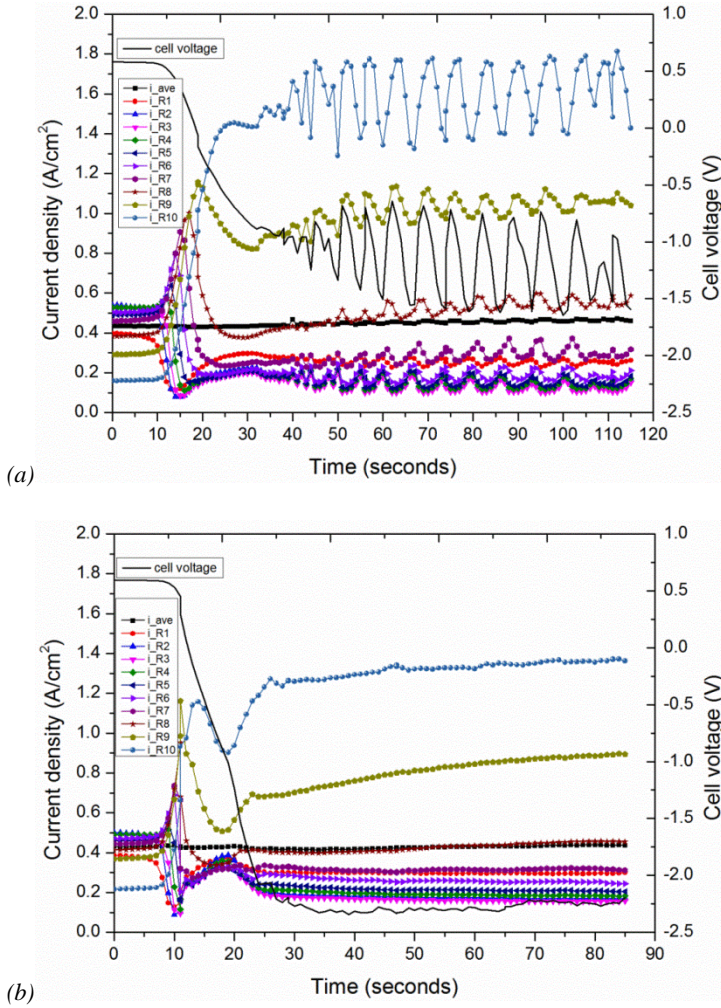 2.0
1.8
1.6
1.4
1.2
1.0
0.8
0.6
0.4
0.2
0.0
Current density (A/cm²)
cell voltage
i_ave
i_R1
i_R2
i_R3
i_R4
i_R5
i_R6
i_R7
i_R8
i_R9
i_R10
1.0
0.5
0.0
-0.5
-1.0
-1.5
-2.0
-2.5
Cell voltage (V)
0 10 20 30 40 50 60 70 80 90 100 110 120
Time (seconds)
(a)
2.0
1.8
1.6
1.4
1.2
1.0
0.8
0.6
0.4
0.2
0.0
Current density (A/cm²)
cell voltage
i_ave
i_R1
i_R2
i_R3
i_R4
i_R5
i_R6
i_R7
i_R8
i_R9
i_R10
1.0
0.5
0.0
-0.5
-1.0
-1.5
-2.0
-2.5
Cell voltage (V)
0 10 20 30 40 50 60 70 80 90
Time (seconds)
(b)